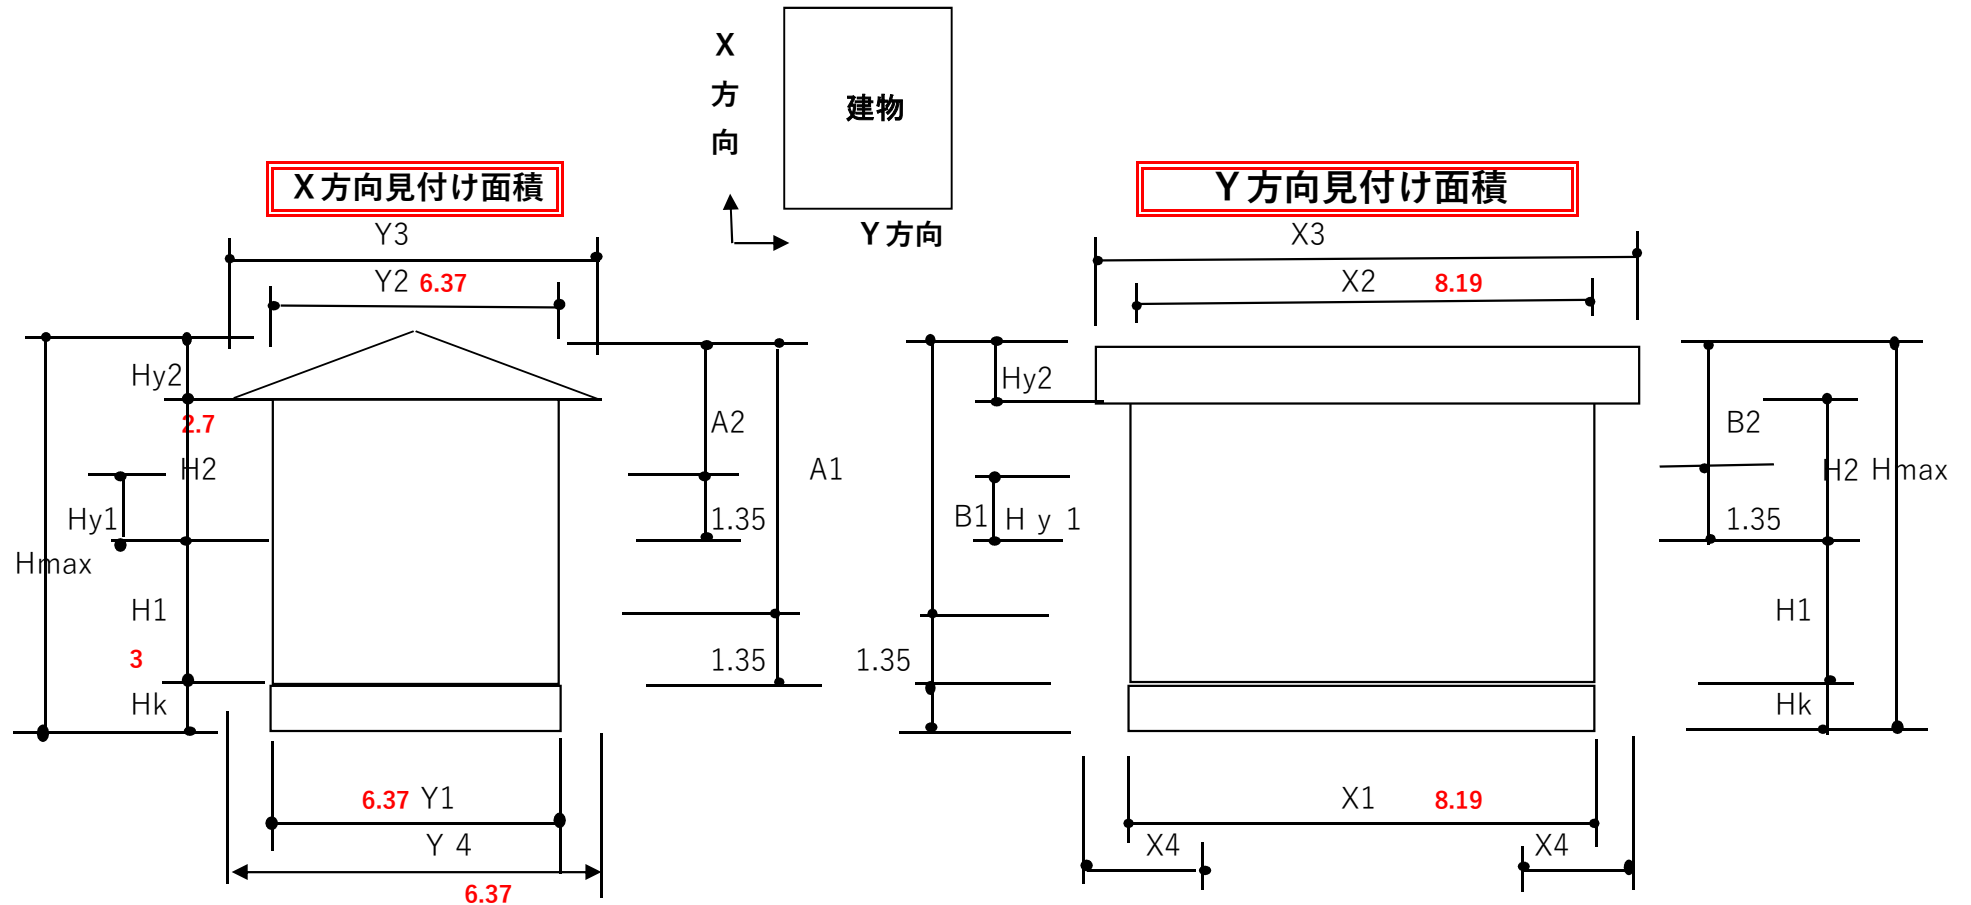 X
方
向
建物
Y方向
X方向見付け面積
Y3
Y2 6.37
Hy2
2.7
H2
Hy1
Hmax
H1
3
Hk
A2
A1
1.35
1.35
6.37 Y1
Y 4
6.37
Y方向見付け面積
X3
X2 8.19
Hy2
B1 H y 1
1.35
B2
H2 Hmax
1.35
H1
Hk
X1 8.19
X4 X4